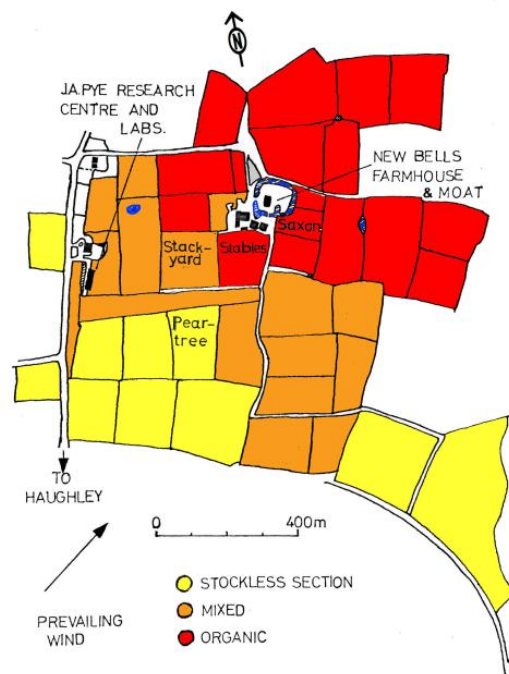 N
J.A.PYE RESEARCH
CENTRE AND
LABS.
NEW BELLS
FARMHOUSE
& MOAT
Saxon
Stack-
yard
Stables
Pear-
tree
TO
HAUGHLEY
0 400m
STOCKLESS SECTION
PREVAILING
WIND
MIXED
ORGANIC